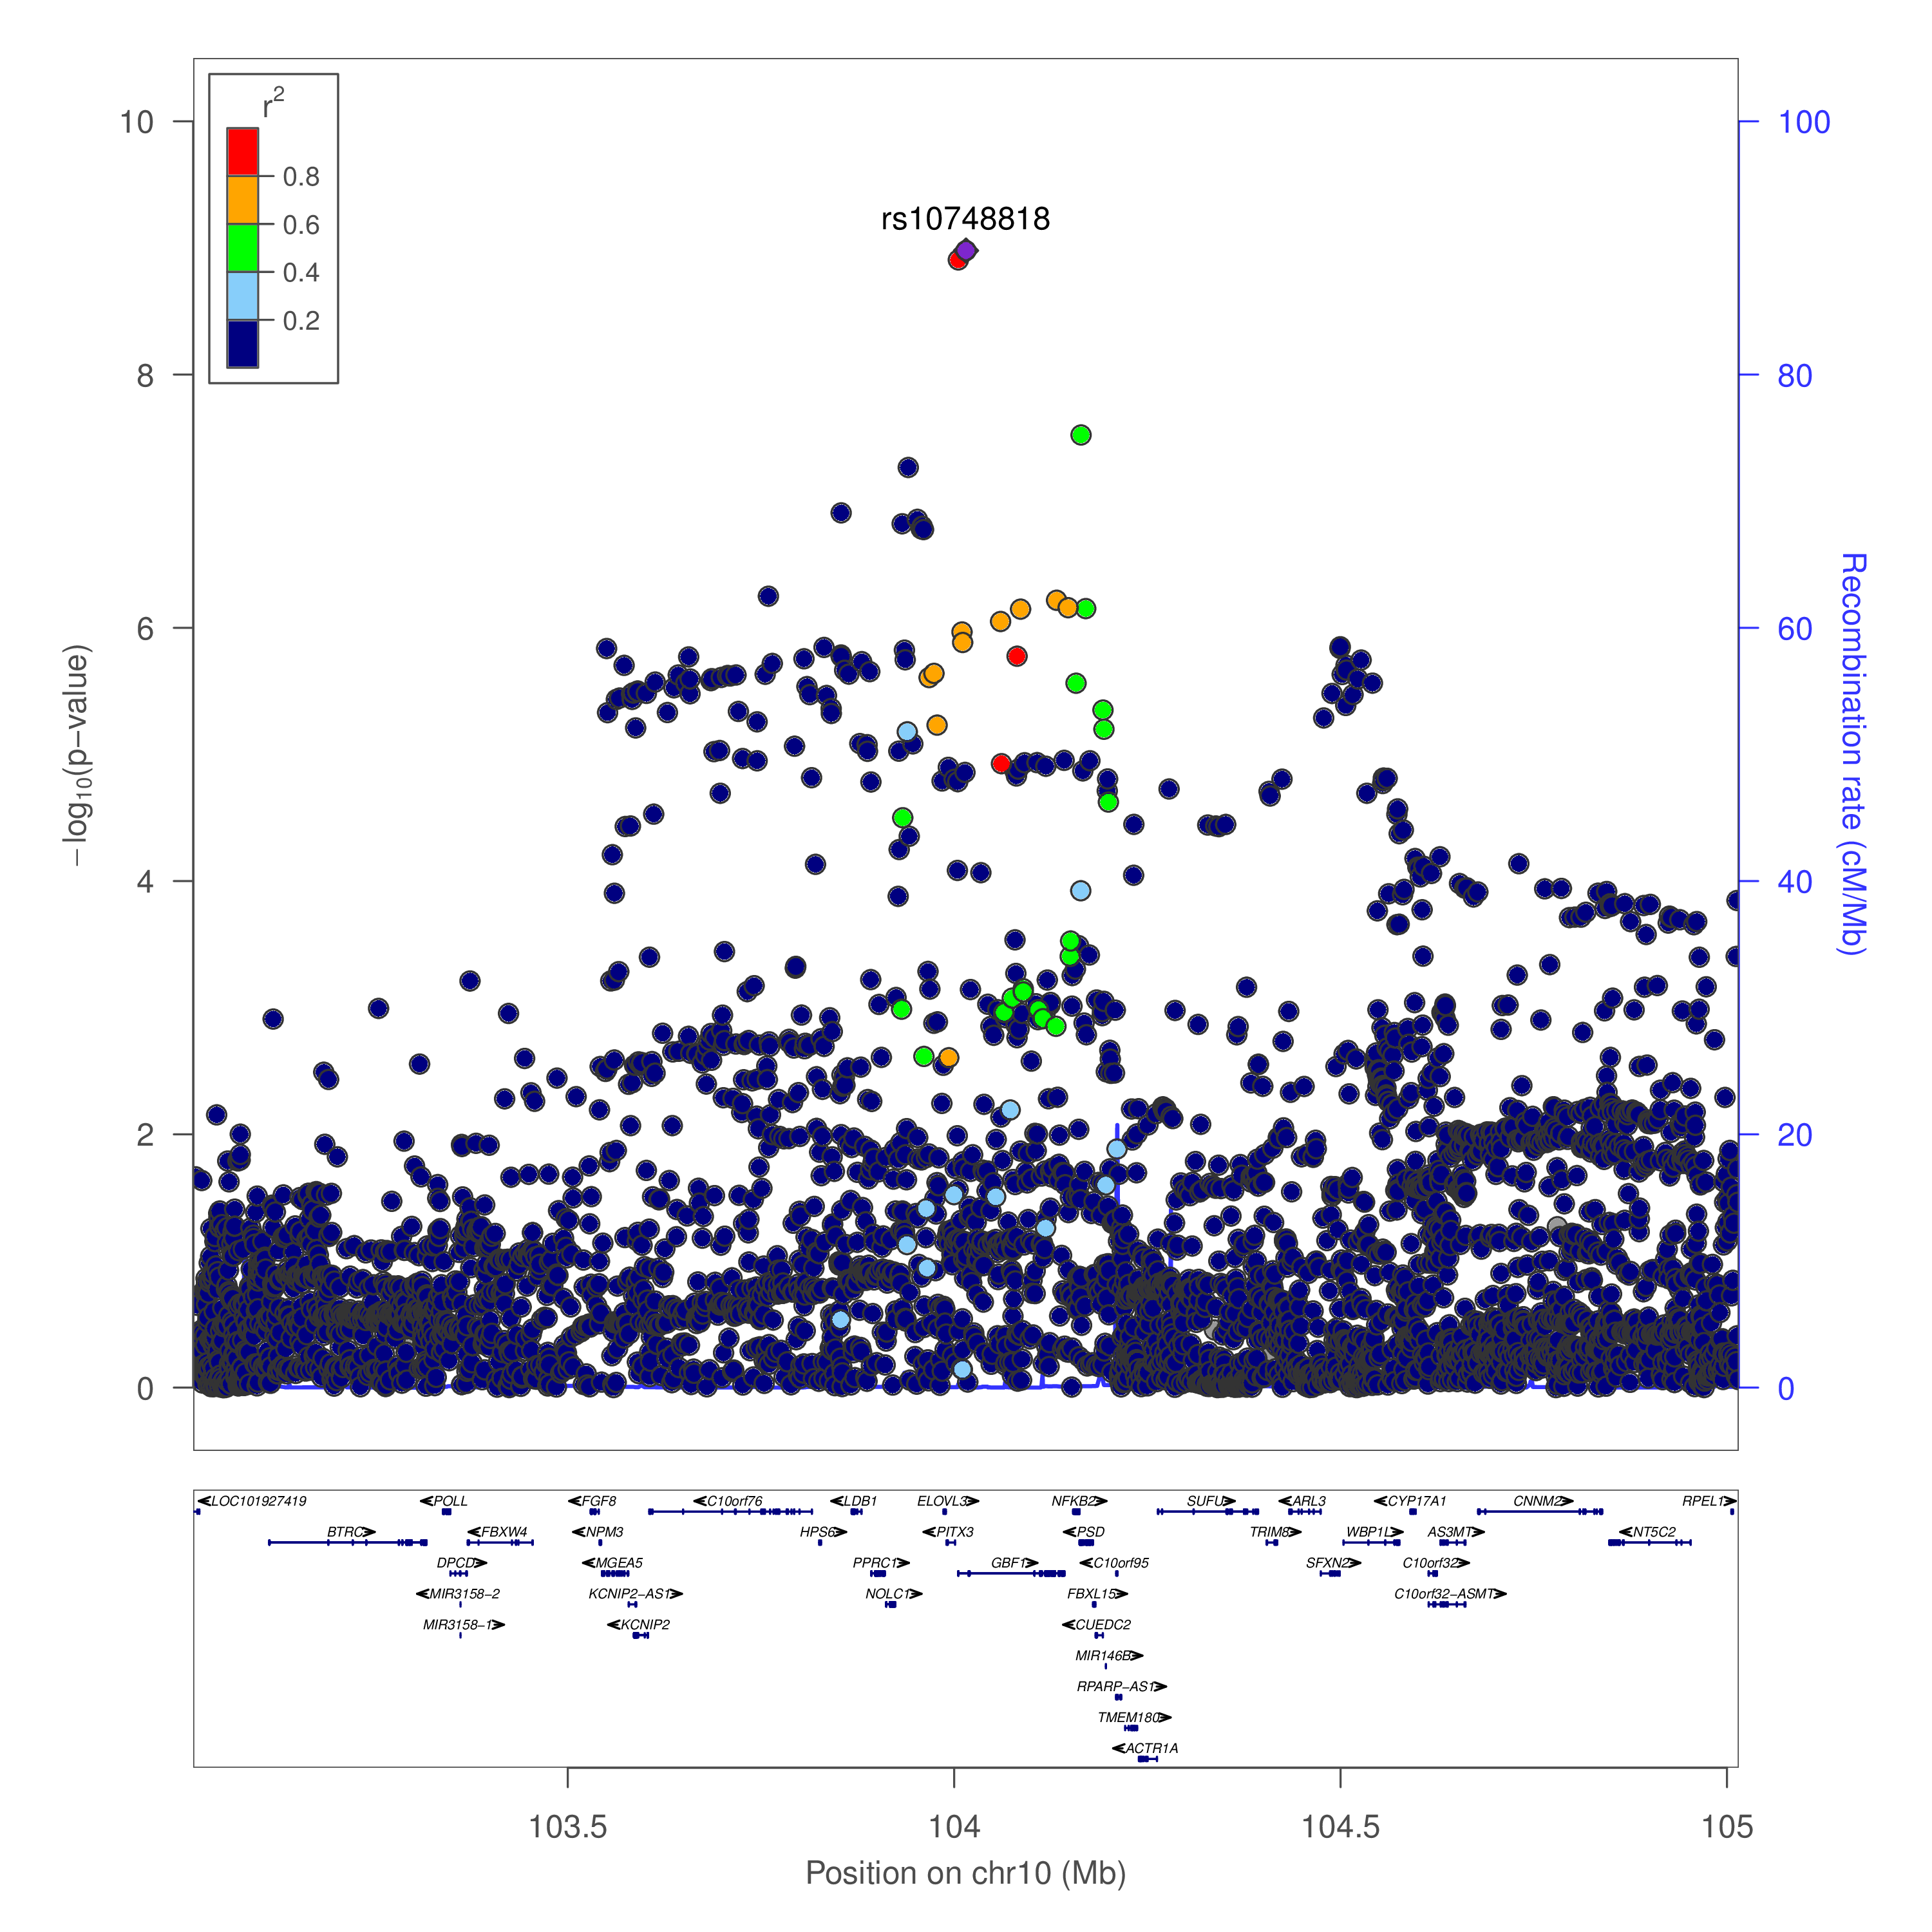 r2
0.8
0.6
0.4
0.2
rs10748818
10
8
6
4
2
0
−log10(p−value)
100
80
60
40
20
0
Recombination rate (cM/Mb)
LOC101927419 POLL FGF8 C10orf76 LDB1 ELOVL3 NFKB2 SUFU ARL3 CYP17A1 CNNM2 RPEL1
BTRC FBXW4 NPM3 HPS6 PITX3 PSD TRIM8 WBP1L AS3MT NT5C2
DPCD MGEA5 PPRC1 GBF1 C10orf95 SFXN2 C10orf32
MIR3158−2 KCNIP2−AS1 NOLC1 FBXL15 C10orf32−ASMT
MIR3158−1 KCNIP2 CUEDC2
MIR146B
RPARP−AS1
TMEM180
ACTR1A
103.5 104 104.5 105
Position on chr10 (Mb)